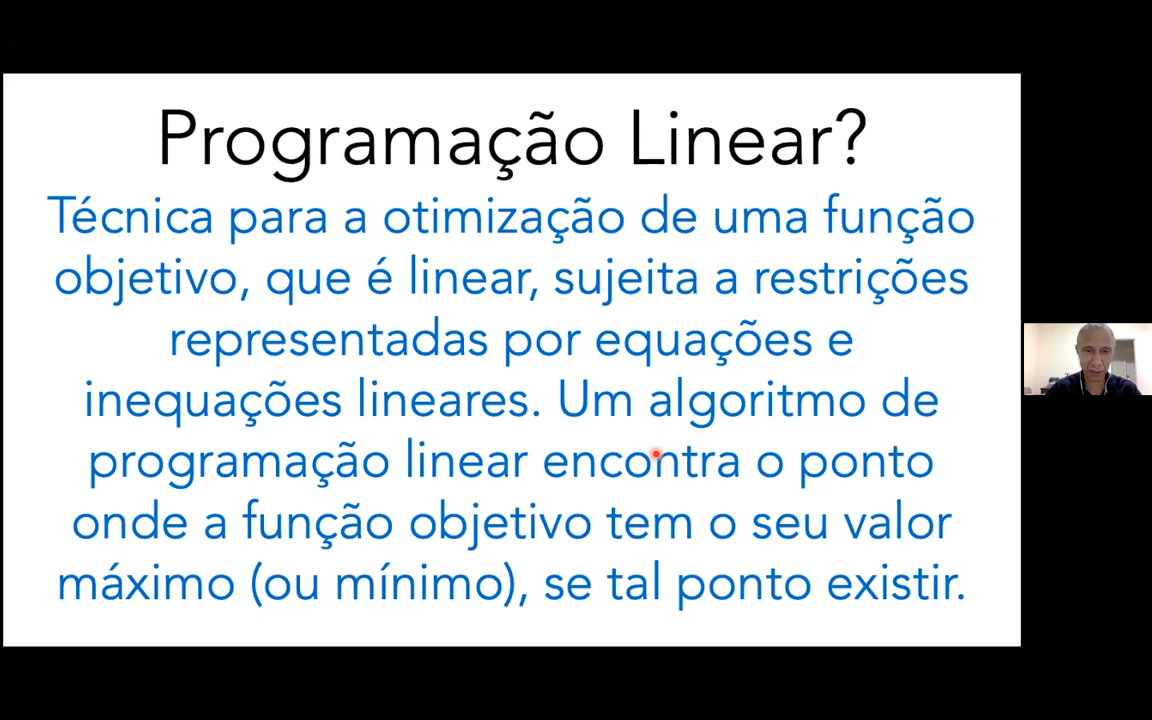 Programação Linear?
Técnica para a otimização de uma função
objetivo, que é linear, sujeita a restrições
representadas por equações e
inequações lineares. Um algoritmo de
programação linear encontra o ponto
onde a função objetivo tem o seu valor
máximo (ou mínimo), se tal ponto existir.